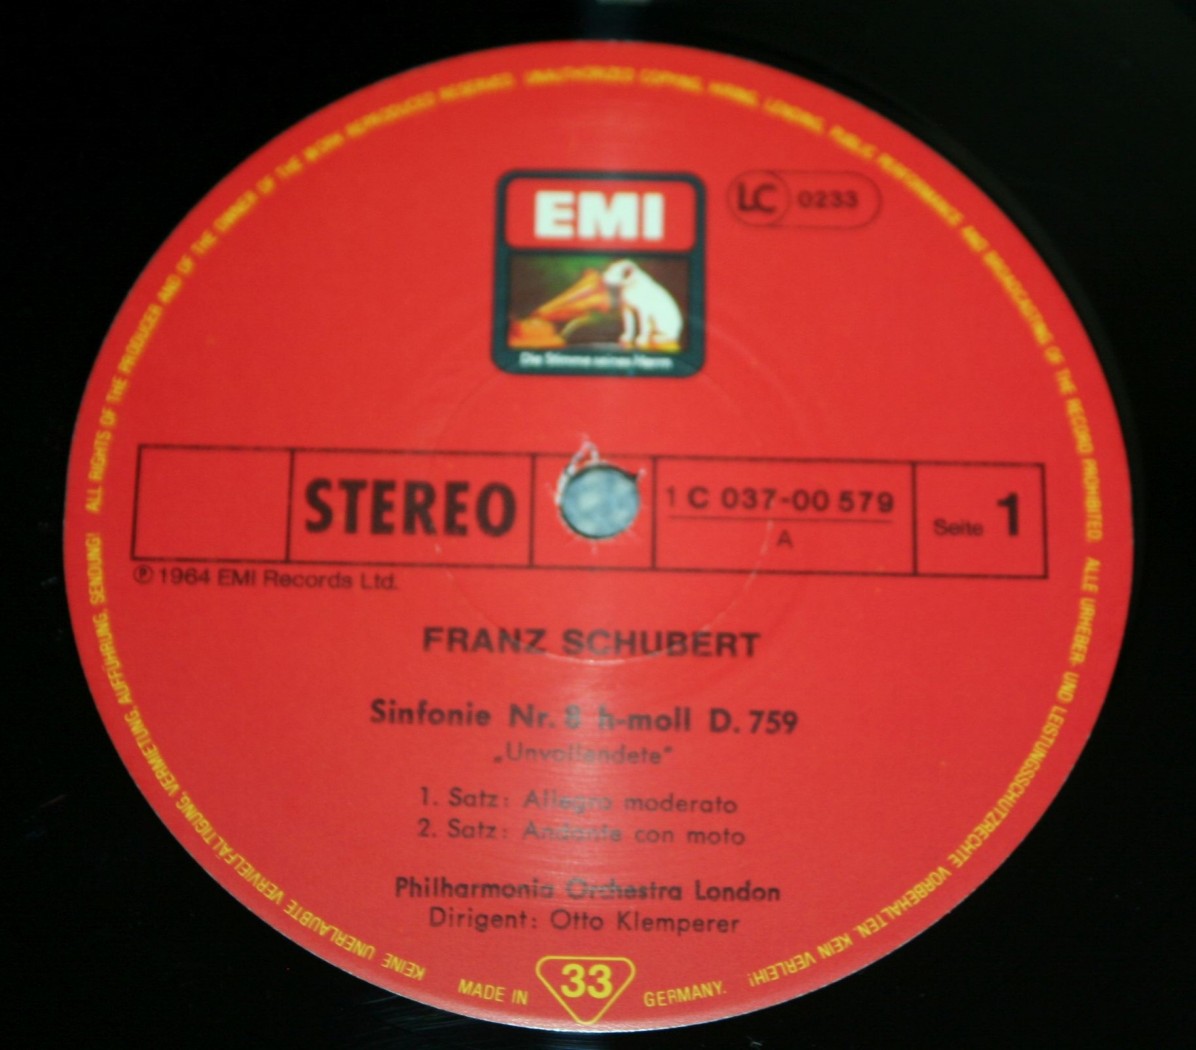 ALL RIGHTS OF THE PRODUCER AND OF THE OWNER OF THE WORK REPRODUCED RESERVED. UNAUTHORIZED COPYING, HIRING, LENDING, PUBLIC PERFORMANCE AND BROADCASTING OF THE RECORD PROHIBITED
ALLE URHEBER- UND LEISTUNGSSCHUTZRECHTE VORBEHALTEN. KEIN VERLEIH!
KEINE UNERLAUBTE VERVIELFÄLTIGUNG, VERMIETUNG, AUFFÜHRUNG, SENDUNG!
EMI
LC 0233
Die Stimme seines Herrn
STEREO
1 C 037-00 579
A
Seite 1
℗ 1964 EMI Records Ltd.
FRANZ SCHUBERT
Sinfonie Nr. 8 h-moll D. 759
„Unvollendete"
1. Satz: Allegro moderato
2. Satz: Andante con moto
Philharmonia Orchestra London
Dirigent: Otto Klemperer
MADE IN 33 GERMANY.